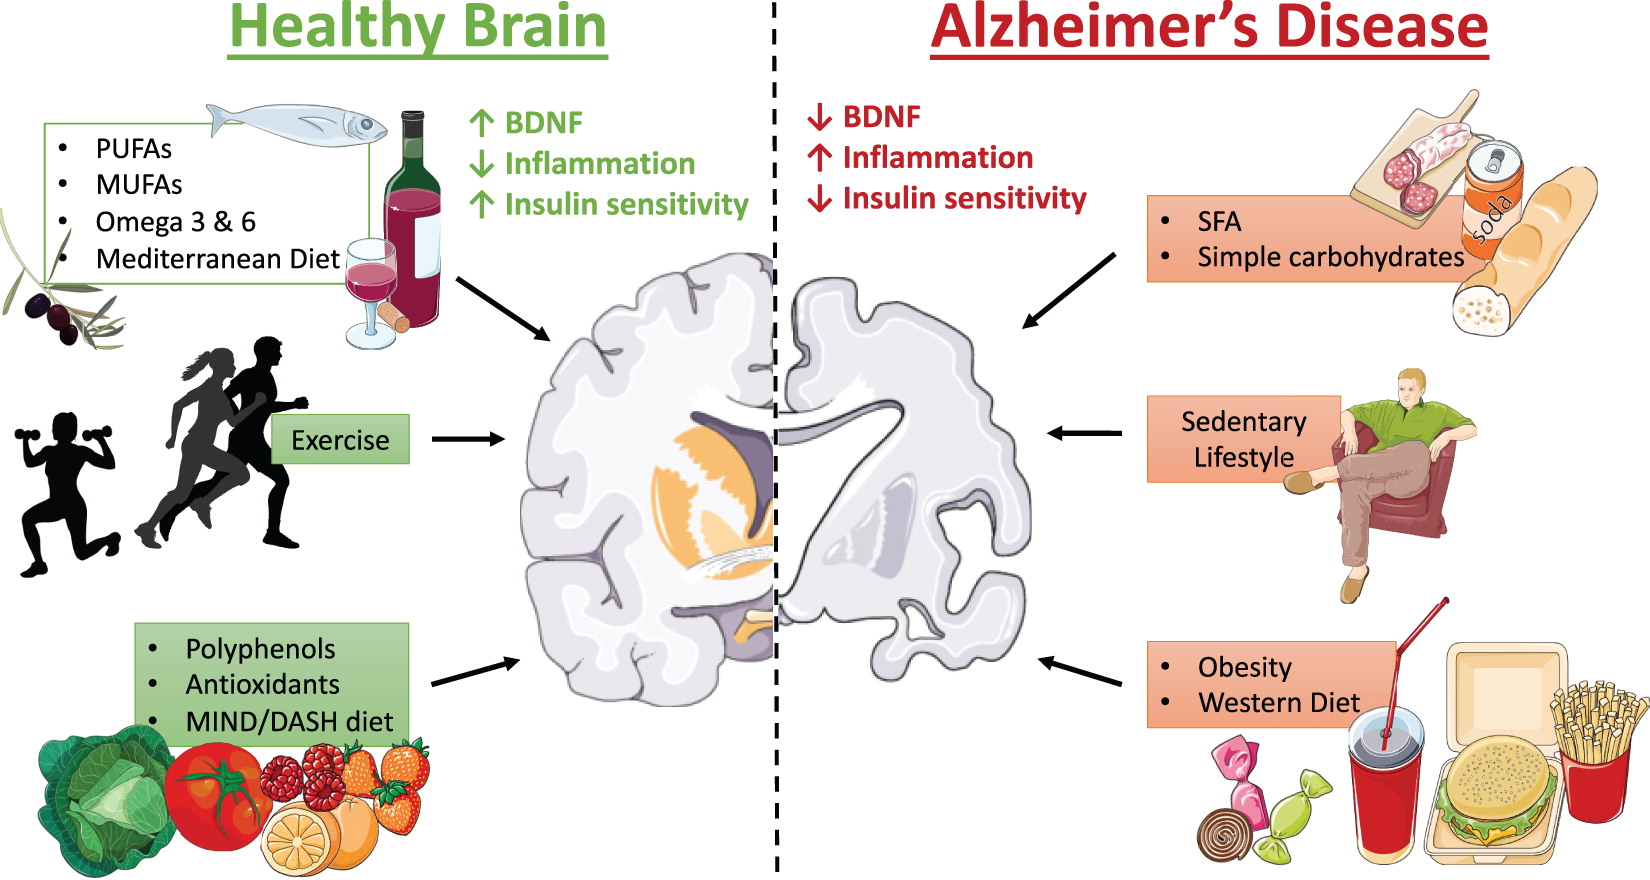 Healthy Brain
• PUFAs
• MUFAs
• Omega 3 & 6
• Mediterranean Diet
↑ BDNF
↓ Inflammation
↑ Insulin sensitivity
Exercise
• Polyphenols
• Antioxidants
• MIND/DASH diet
Alzheimer’s Disease
↓ BDNF
↑ Inflammation
↓ Insulin sensitivity
• SFA
• Simple carbohydrates
soda
Sedentary
Lifestyle
• Obesity
• Western Diet